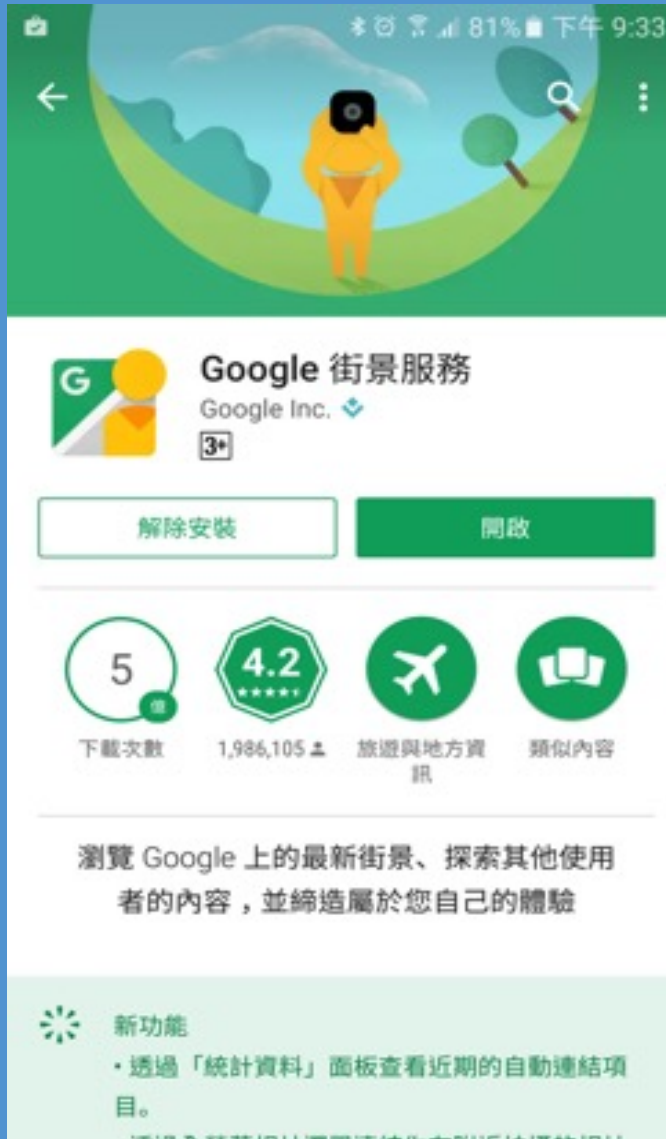 81% 下午 9:33
Google 街景服務
Google Inc.
3+
解除安裝
開啟
5
億
下載次數
4.2
1,986,105
旅遊與地方資
訊
類似內容
瀏覽 Google 上的最新街景、探索其他使用
者的內容，並締造屬於您自己的體驗
新功能
•透過「統計資料」面板查看近期的自動連結項
目。